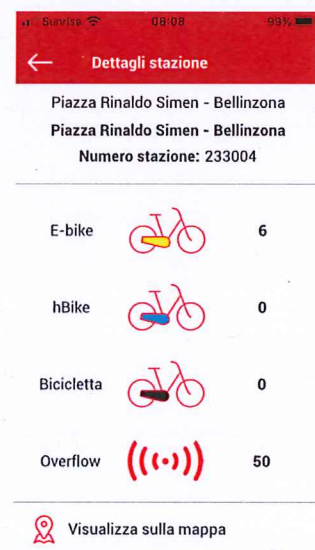 Sunrise 08:08 99%
Dettagli stazione
Piazza Rinaldo Simen - Bellinzona
Piazza Rinaldo Simen - Bellinzona
Numero stazione: 233004
E-bike 6
hBike 0
Bicicletta 0
Overflow 50
Visualizza sulla mappa